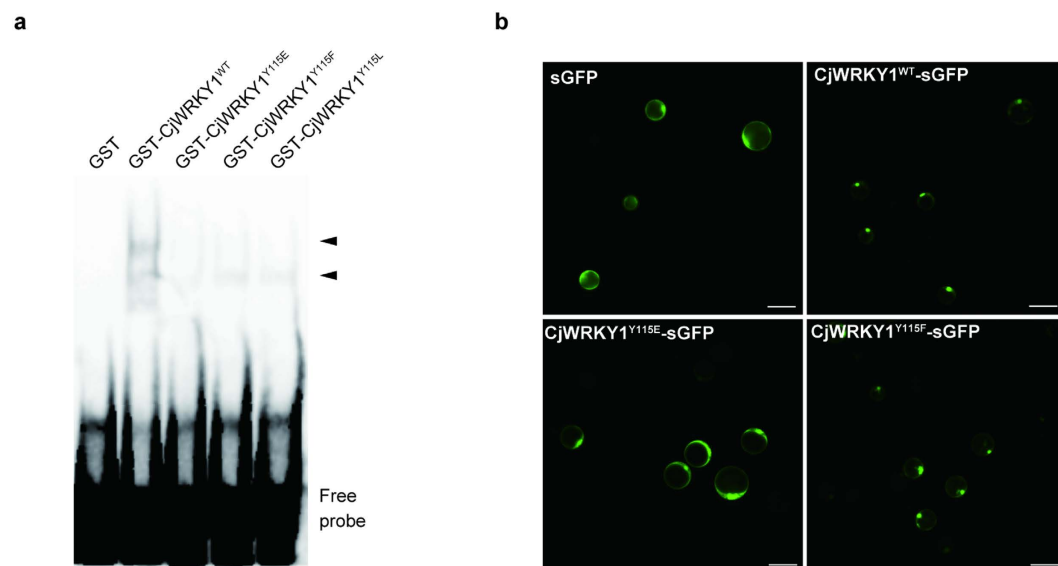 a
GST
GST-CjWRKY1WT
GST-CjWRKY1Y115E
GST-CjWRKY1Y115F
GST-CjWRKY1Y115L
Free
probe
b
sGFP
CjWRKY1WT-sGFP
CjWRKY1Y115E-sGFP
CjWRKY1Y115F-sGFP